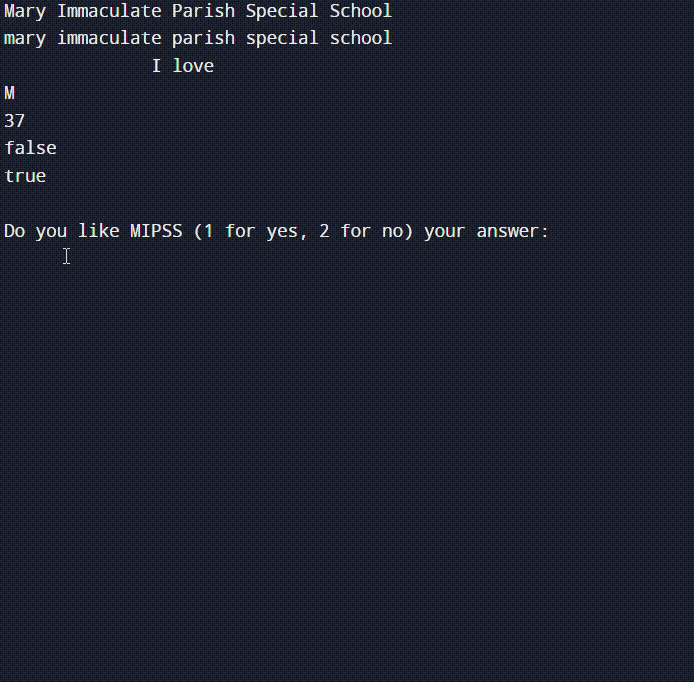 Mary Immaculate Parish Special School
mary immaculate parish special school
I love
M
37
false
true
Do you like MIPSS (1 for yes, 2 for no) your answer: